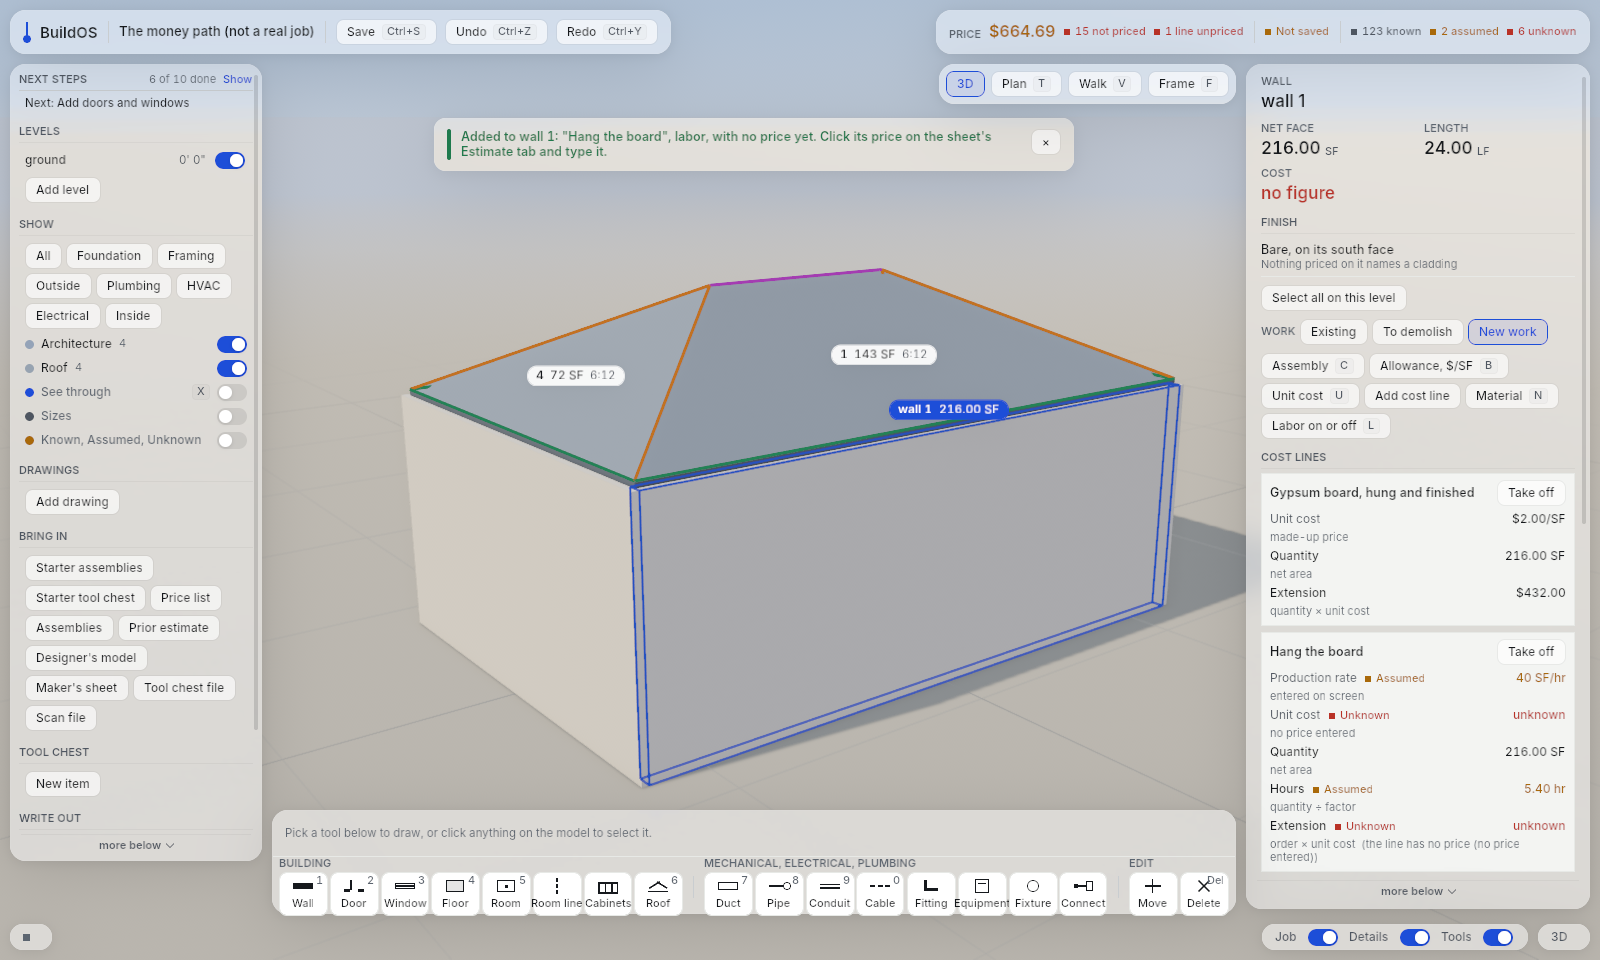 BuildOS
The money path (not a real job)
Save Ctrl+S
Undo Ctrl+Z
Redo Ctrl+Y
PRICE $664.69 15 not priced 1 line unpriced Not saved 123 known 2 assumed 6 unknown
3D
Plan T
Walk V
Frame F
NEXT STEPS 6 of 10 done Show
Next: Add doors and windows
LEVELS
ground 0' 0"
Add level
SHOW
All Foundation Framing
Outside Plumbing HVAC
Electrical Inside
Architecture 4
Roof 4
See through X
Sizes
Known, Assumed, Unknown
DRAWINGS
Add drawing
BRING IN
Starter assemblies
Starter tool chest Price list
Assemblies Prior estimate
Designer's model
Maker's sheet Tool chest file
Scan file
TOOL CHEST
New item
WRITE OUT
more below
Added to wall 1: "Hang the board", labor, with no price yet. Click its price on the sheet's
Estimate tab and type it.
×
4 72 SF 6:12
1 143 SF 6:12
wall 1 216.00 SF
WALL
wall 1
NET FACE LENGTH
216.00 SF 24.00 LF
COST
no figure
FINISH
Bare, on its south face
Nothing priced on it names a cladding
Select all on this level
WORK Existing To demolish New work
Assembly C Allowance, $/SF B
Unit cost U Add cost line Material N
Labor on or off L
COST LINES
Gypsum board, hung and finished Take off
Unit cost $2.00/SF
made-up price
Quantity 216.00 SF
net area
Extension $432.00
quantity × unit cost
Hang the board Take off
Production rate Assumed 40 SF/hr
entered on screen
Unit cost Unknown unknown
no price entered
Quantity 216.00 SF
net area
Hours Assumed 5.40 hr
quantity ÷ factor
Extension Unknown unknown
order × unit cost (the line has no price (no price
entered))
more below
Pick a tool below to draw, or click anything on the model to select it.
BUILDING MECHANICAL, ELECTRICAL, PLUMBING EDIT
1 2 3 4 5 6 7 8 9 0 Del
Wall Door Window Floor Room Room line Cabinets Roof Duct Pipe Conduit Cable Fitting Equipment Fixture Connect Move Delete
Job Details Tools 3D